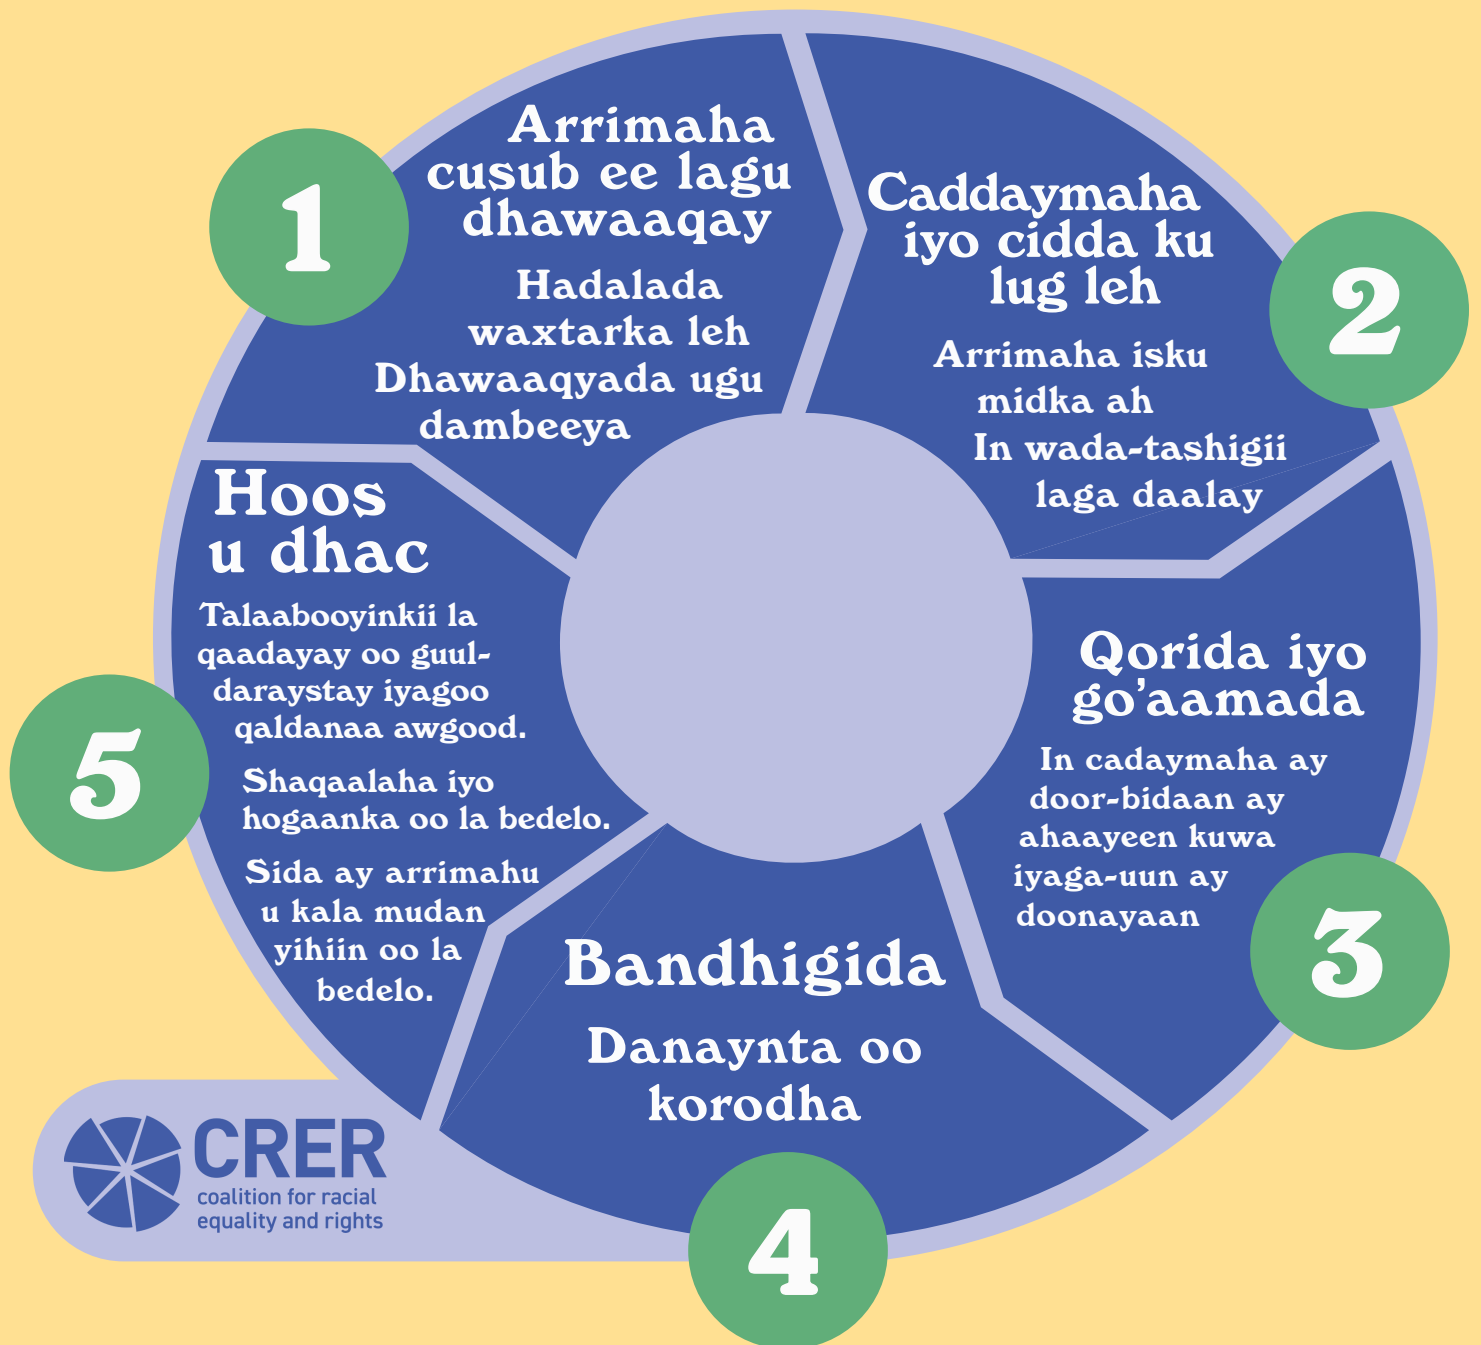 1
Arrimaha
cusub ee lagu
dhawaaqay
Hadalada
waxtarka leh
Dhawaaqyada ugu
dambeeya
2
Caddaymaha
iyo cidda ku
lug leh
Arrimaha isku
midka ah
In wada-tashigii
laga daalay
3
Qorida iyo
go'aamada
In cadaymaha ay
door-bidaan ay
ahaayeen kuwa
iyaga-uun ay
doonayaan
4
Bandhigida
Danaynta oo
korodha
5
Hoos
u dhac
Talaabooyinkii la
qaadayay oo guul-
daraystay iyagoo
qaldanaa awgood.
Shaqaalaha iyo
hogaanka oo la bedelo.
Sida ay arrimahu
u kala mudan
yihiin oo la
bedelo.
CRER
coalition for racial
equality and rights